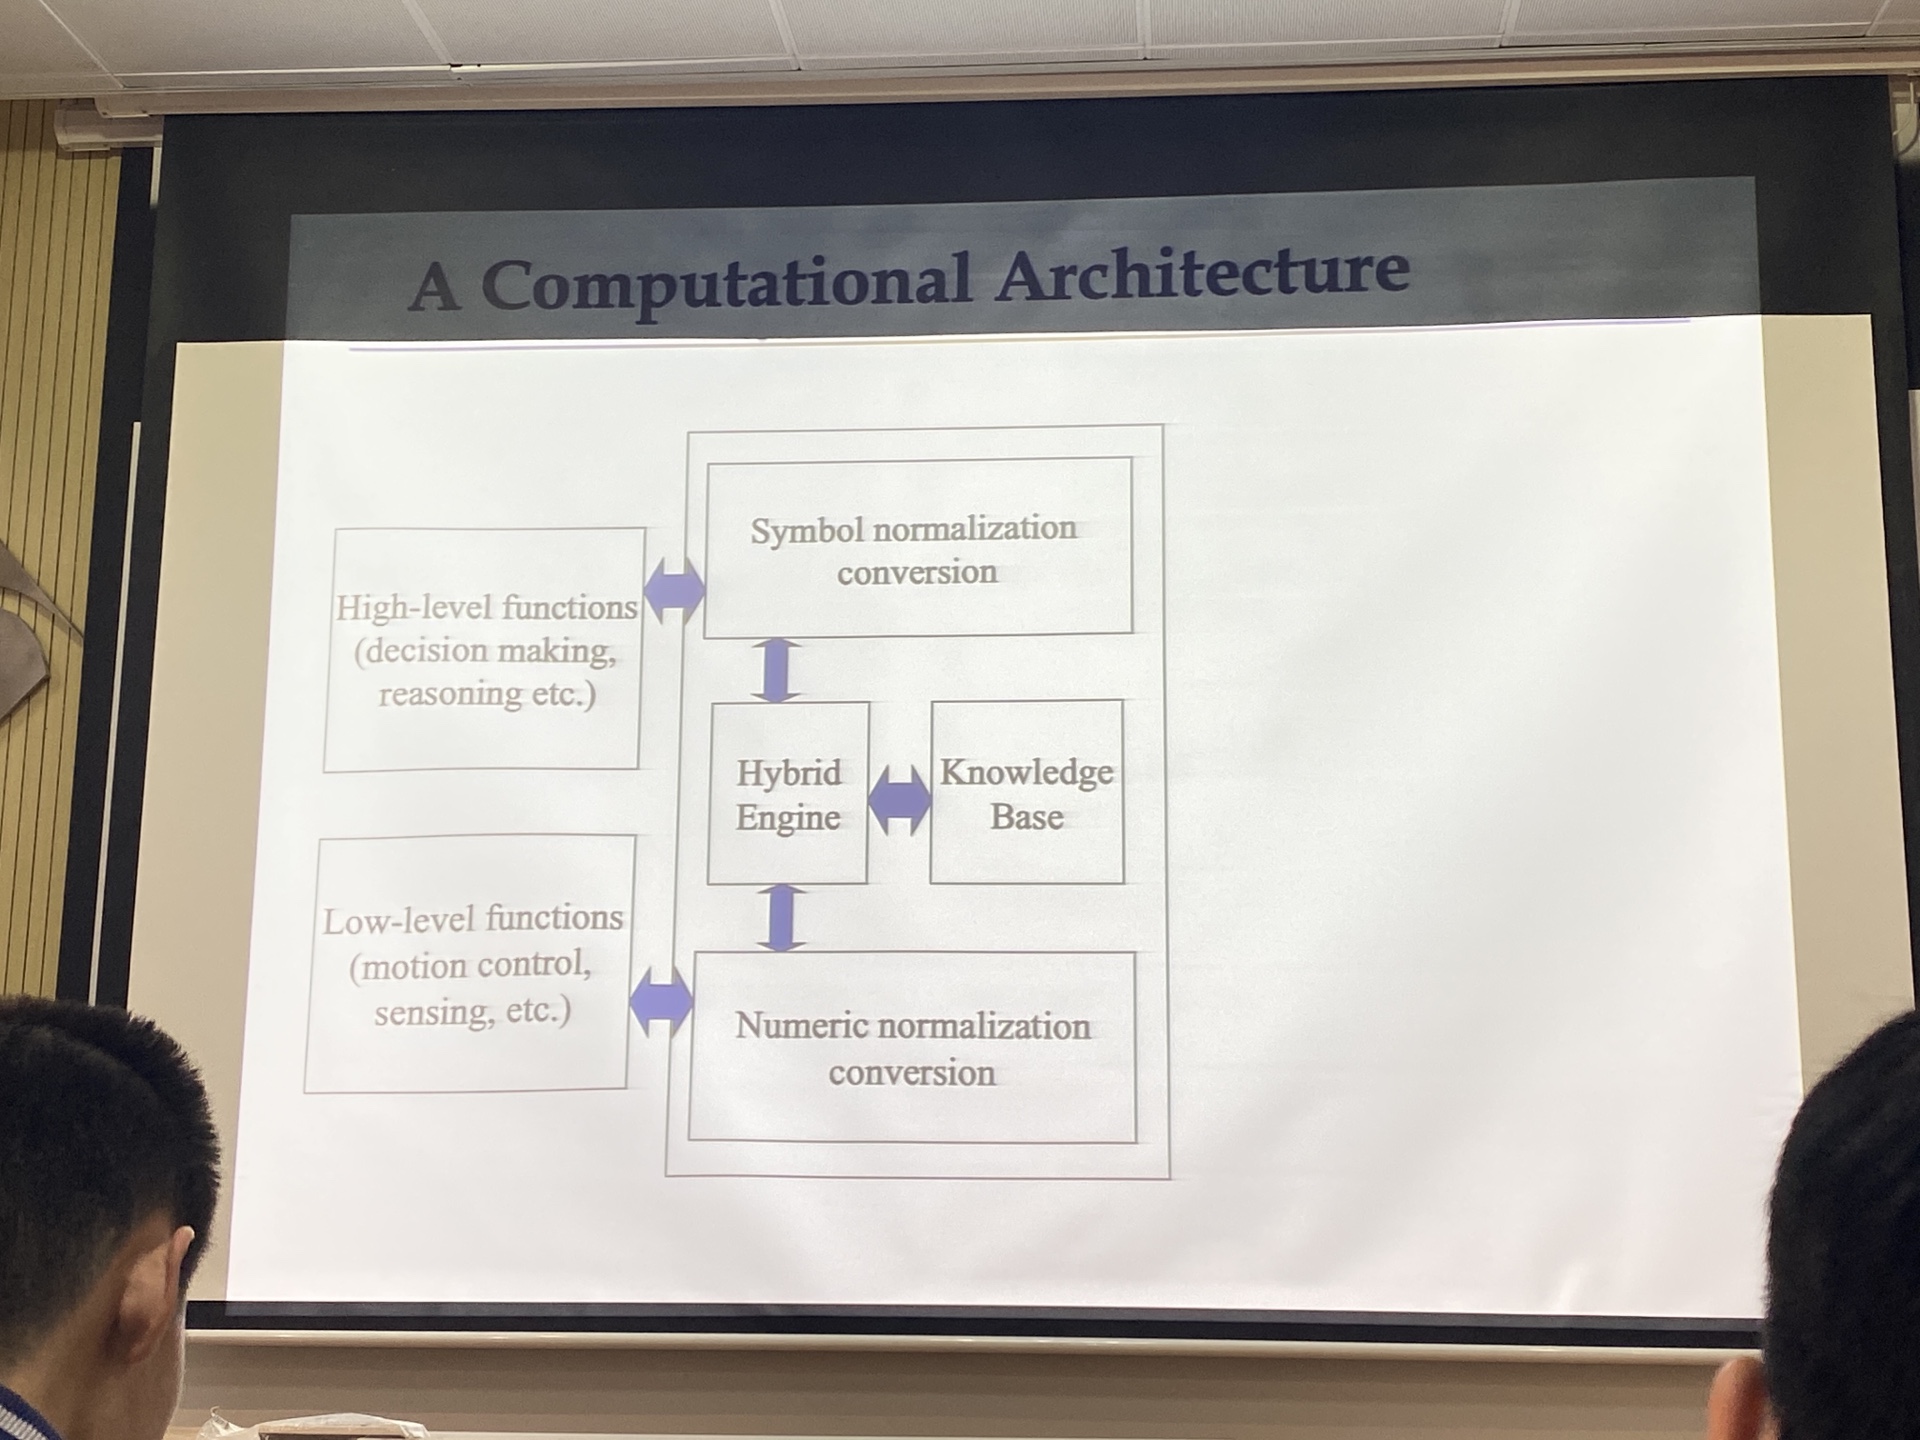 A Computational Architecture
Symbol normalization
conversion
High-level functions
(decision making,
reasoning etc.)
Hybrid
Engine
Knowledge
Base
Low-level functions
(motion control,
sensing, etc.)
Numeric normalization
conversion